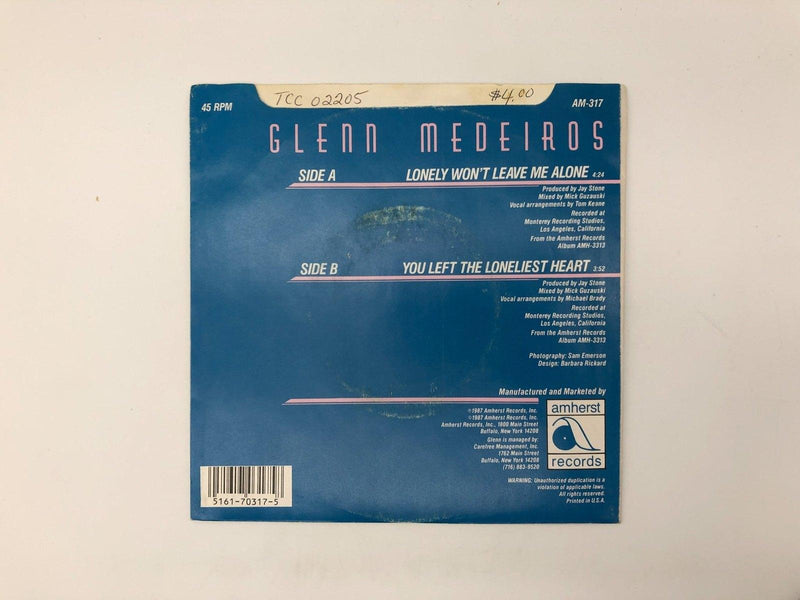 TCC 02205 $4.00
45 RPM AM-317
GLENN MEDEIROS
SIDE A LONELY WON'T LEAVE ME ALONE 4:24
Produced by Jay Stone
Mixed by Mick Guzauski
Vocal arrangements by Tom Keane
Recorded at
Monterey Recording Studios,
Los Angeles, California
From the Amherst Records
Album AMH-3313
SIDE B YOU LEFT THE LONELIEST HEART 3:52
Produced by Jay Stone
Mixed by Mick Guzauski
Vocal arrangements by Michael Brady
Recorded at
Monterey Recording Studios,
Los Angeles, California
From the Amherst Records
Album AMH-3313
Photography: Sam Emerson
Design: Barbara Rickard
Manufactured and Marketed by
℗1987 Amherst Records, Inc.
©1987 Amherst Records, Inc.
Amherst Records, Inc., 1800 Main Street
Buffalo, New York 14208
Glenn is managed by:
Carefree Management, Inc.
1762 Main Street
Buffalo, New York 14208
(716) 883-9520
amherst
records
WARNING: Unauthorized duplication is a
violation of applicable laws.
All rights reserved.
Printed in U.S.A.
5161-70317-5